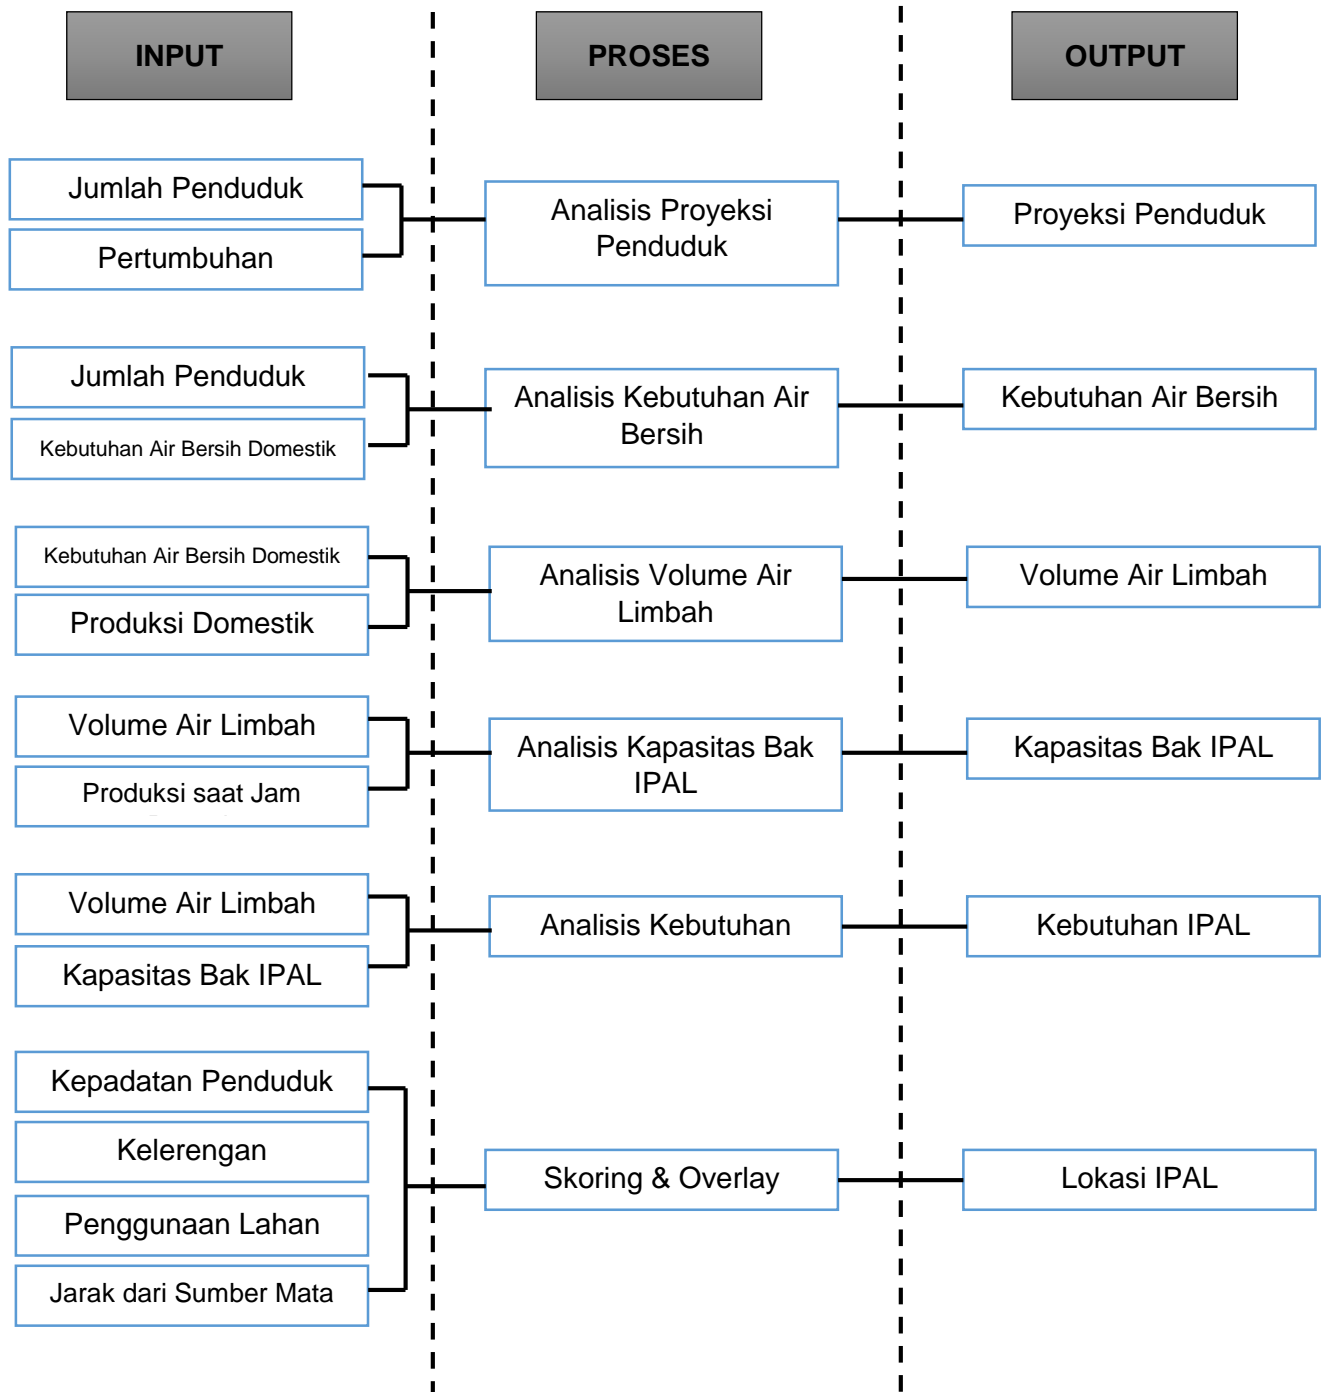 INPUT
PROSES
OUTPUT
Jumlah Penduduk
Pertumbuhan
Analisis Proyeksi
Penduduk
Proyeksi Penduduk
Jumlah Penduduk
Kebutuhan Air Bersih Domestik
Analisis Kebutuhan Air
Bersih
Kebutuhan Air Bersih
Kebutuhan Air Bersih Domestik
Produksi Domestik
Analisis Volume Air
Limbah
Volume Air Limbah
Volume Air Limbah
Produksi saat Jam
Analisis Kapasitas Bak
IPAL
Kapasitas Bak IPAL
Volume Air Limbah
Kapasitas Bak IPAL
Analisis Kebutuhan
Kebutuhan IPAL
Kepadatan Penduduk
Kelerengan
Penggunaan Lahan
Jarak dari Sumber Mata
Skoring & Overlay
Lokasi IPAL